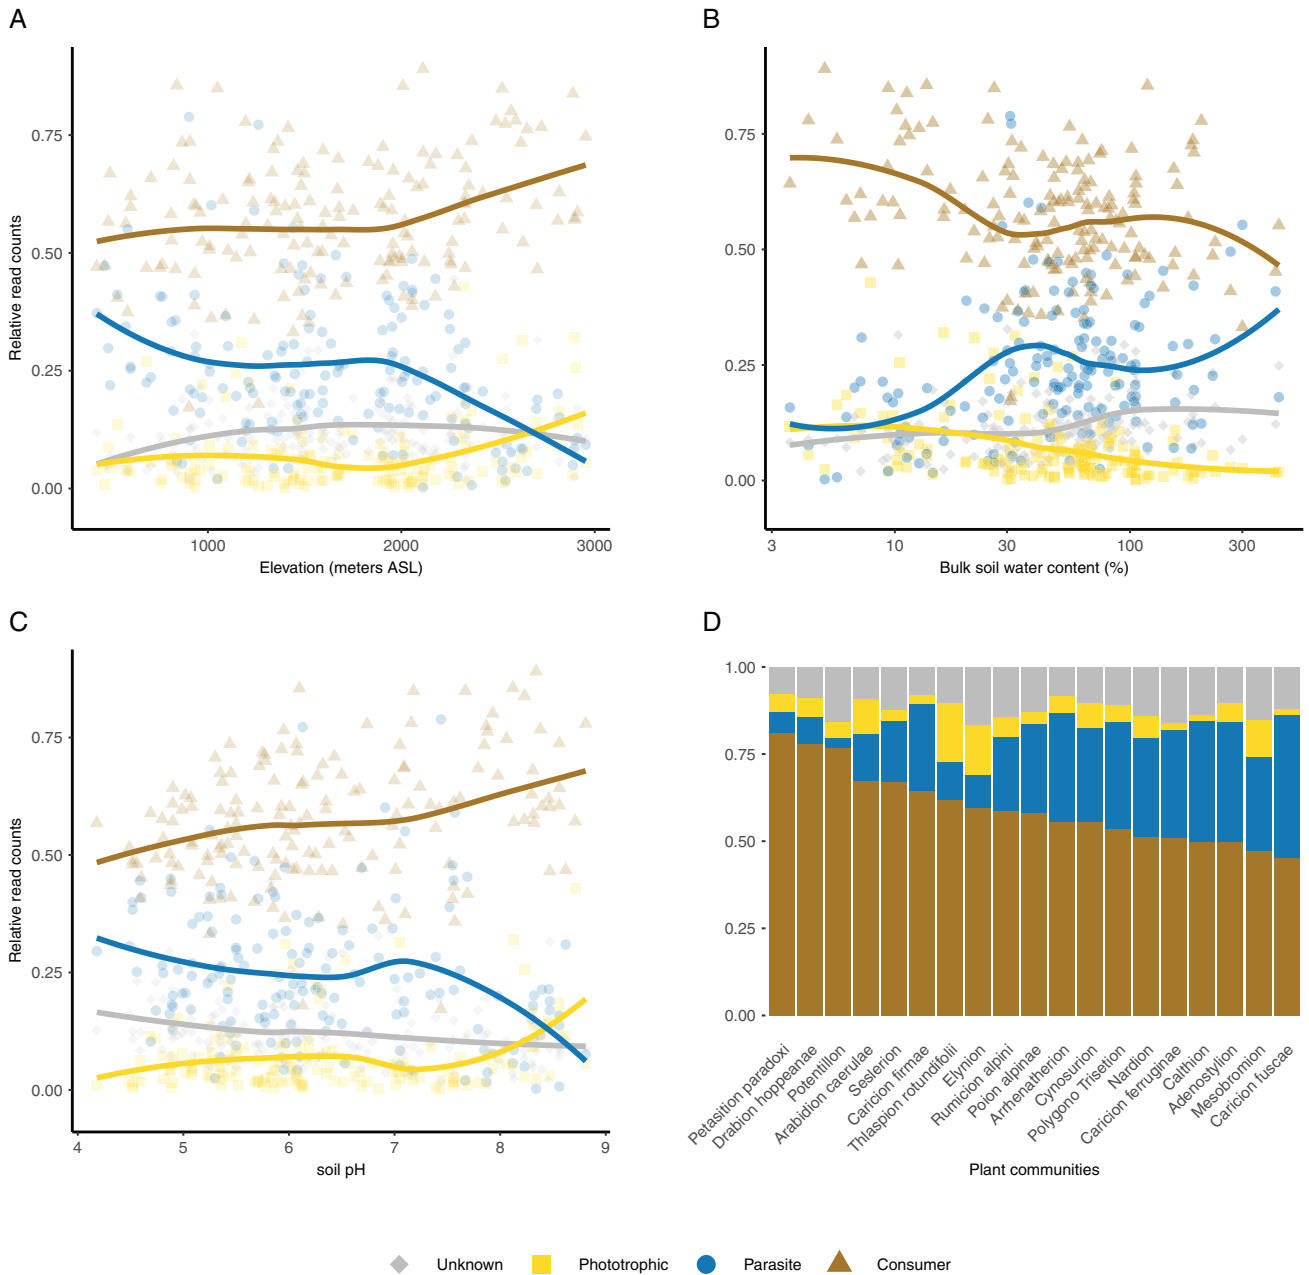 A
Relative read counts
0.75
0.50
0.25
0.00
1000 2000 3000
Elevation (meters ASL)
B
0.75
0.50
0.25
0.00
3 10 30 100 300
Bulk soil water content (%)
C
Relative read counts
0.75
0.50
0.25
0.00
4 5 6 7 8 9
soil pH
D
1.00
0.75
0.50
0.25
0.00
Petasition paradoxi
Drabion hoppeanae
Potentillon
Arabidion caerulae
Seslerion
Caricion firmae
Thlaspion rotundifolii
Elynion
Rumicion alpini
Poion alpinae
Arrhenatherion
Cynosurion
Polygono Trisetion
Nardion
Caricion ferruginae
Calthion
Adenostylion
Mesobromion
Caricion fuscae
Plant communities
Unknown Phototrophic Parasite Consumer